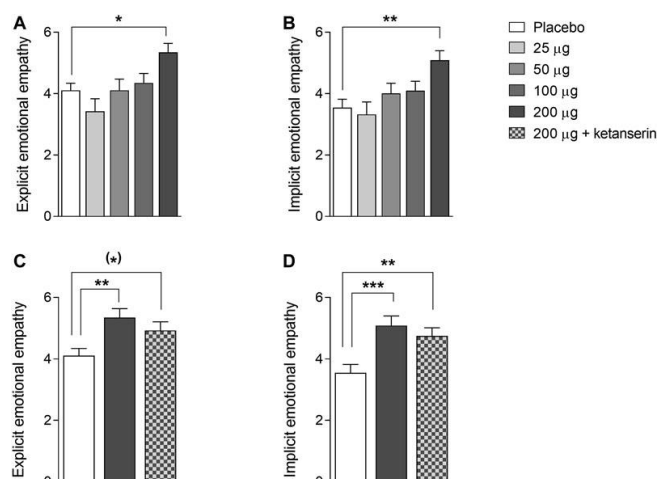 A
*
Explicit emotional empathy
6
4
2
0
B
**
Implicit emotional empathy
6
4
2
0
Placebo
25 μg
50 μg
100 μg
200 μg
200 μg + ketanserin
C
(*)
**
Explicit emotional empathy
6
4
2
D
**
***
Implicit emotional empathy
6
4
2